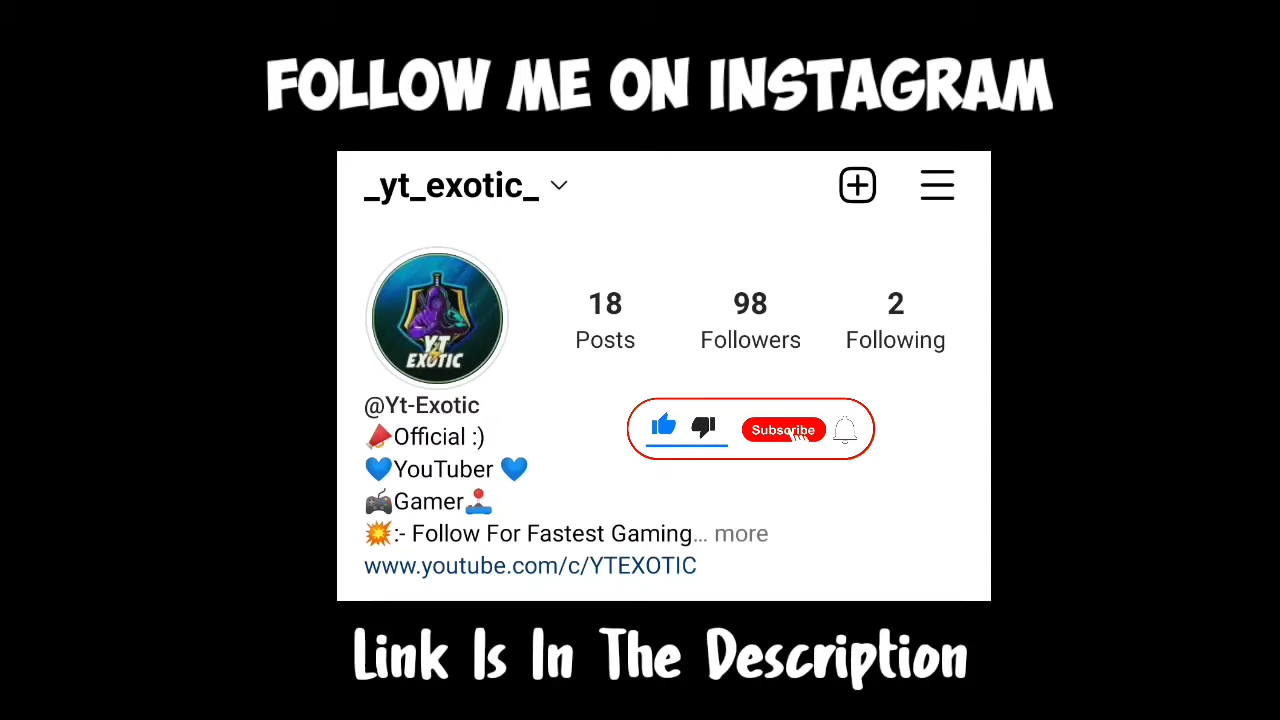 FOLLOW ME ON INSTAGRAM
_yt_exotic_
YT
EXOTIC
18 98 2
Posts Followers Following
@Yt-Exotic
📣Official :)
Subscribe
💙YouTuber 💙
🎮Gamer🕹️
💥:- Follow For Fastest Gaming... more
www.youtube.com/c/YTEXOTIC
Link Is In The Description